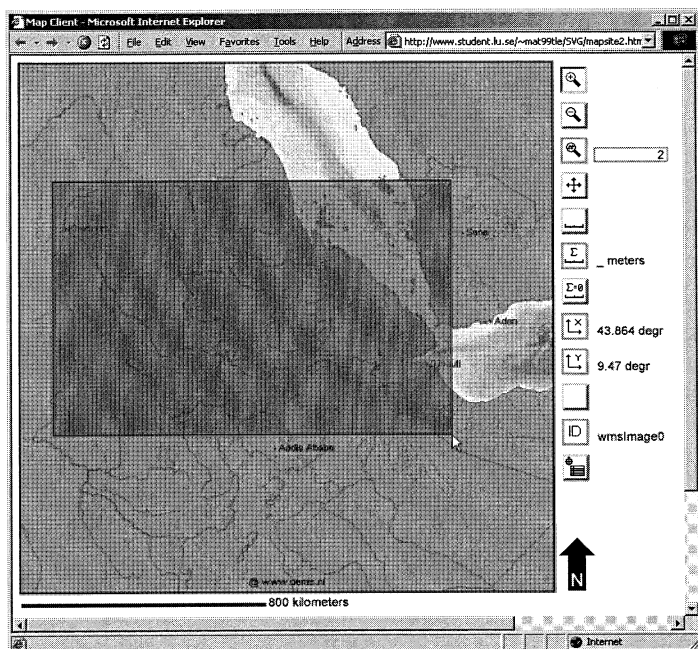 Map Client - Microsoft Internet Explorer
File Edit View Favorites Tools Help Address http://www.student.lu.se/~mat99tle/SVG/mapsite2.htm
2
Sana
Σ _ meters
Σ=0
Aden
X 43.864 degr
Y 9.47 degr
ID wmsImage0
Addis Ababa
@ www.demis.nl
N
800 kilometers
Internet